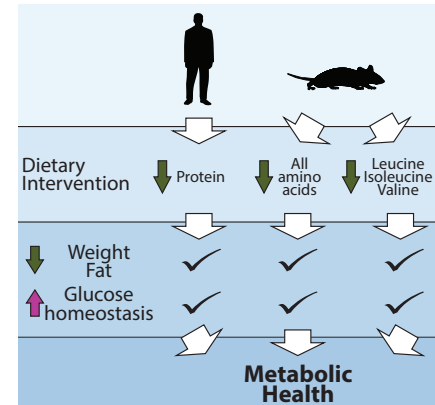 Dietary
Intervention
Protein
All
amino
acids
Leucine
Isoleucine
Valine
Weight
Fat
Glucose
homeostasis
Metabolic
Health